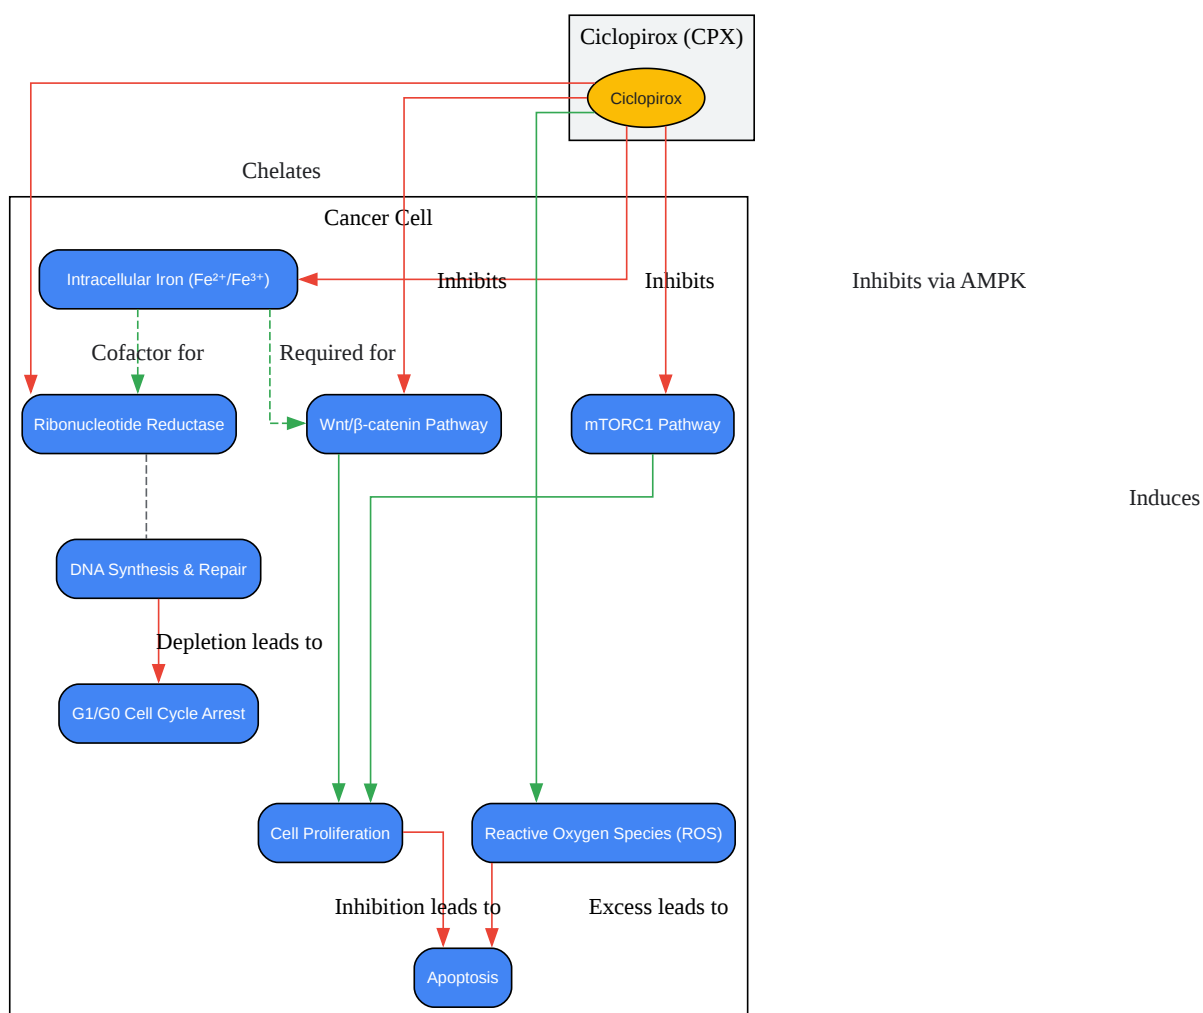 Ciclopirox (CPX)
Ciclopirox
Chelates
Cancer Cell
Intracellular Iron (Fe²⁺/Fe³⁺)
Inhibits
Inhibits
Inhibits via AMPK
Cofactor for
Required for
Ribonucleotide Reductase
Wnt/β-catenin Pathway
mTORC1 Pathway
Induces
DNA Synthesis & Repair
Depletion leads to
G1/G0 Cell Cycle Arrest
Cell Proliferation
Reactive Oxygen Species (ROS)
Inhibition leads to
Excess leads to
Apoptosis